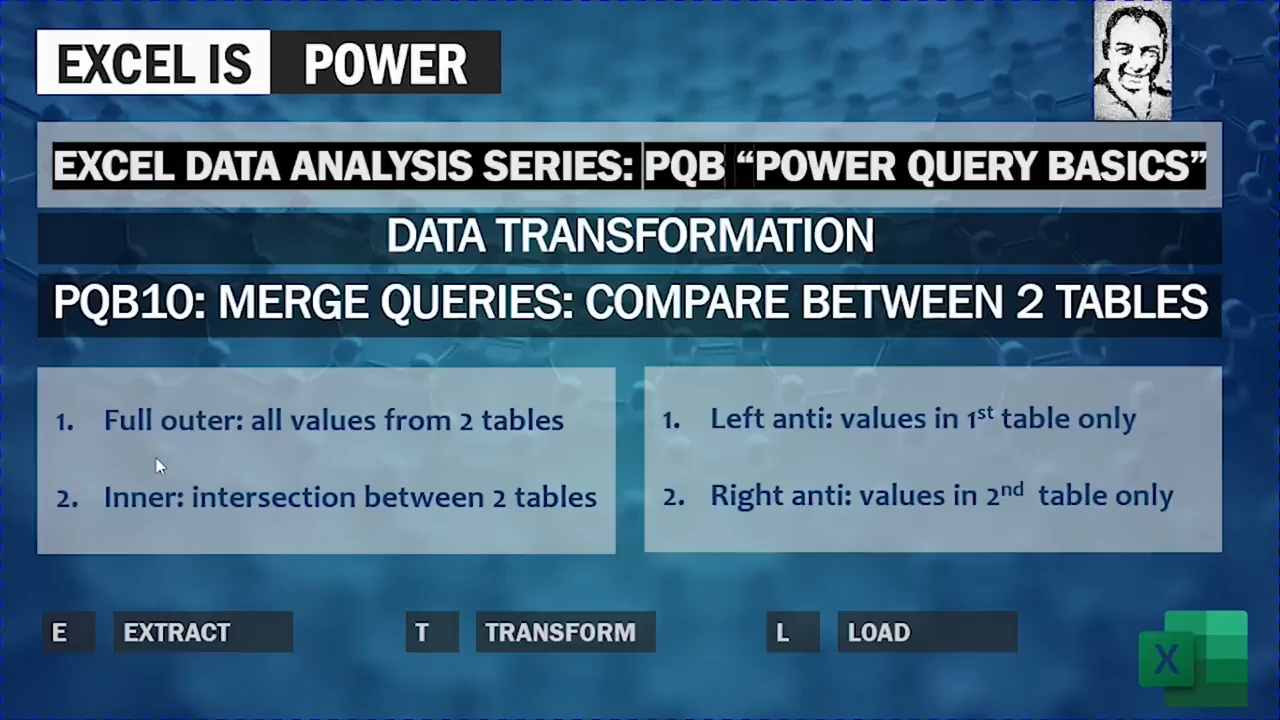 EXCEL IS POWER
EXCEL DATA ANALYSIS SERIES: PQB “POWER QUERY BASICS”
DATA TRANSFORMATION
PQB10: MERGE QUERIES: COMPARE BETWEEN 2 TABLES
1. Full outer: all values from 2 tables
2. Inner: intersection between 2 tables
1. Left anti: values in 1st table only
2. Right anti: values in 2nd table only
E EXTRACT T TRANSFORM L LOAD
X